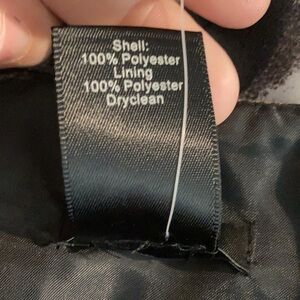 Shell:
100% Polyester
Lining
100% Polyester
Dryclean